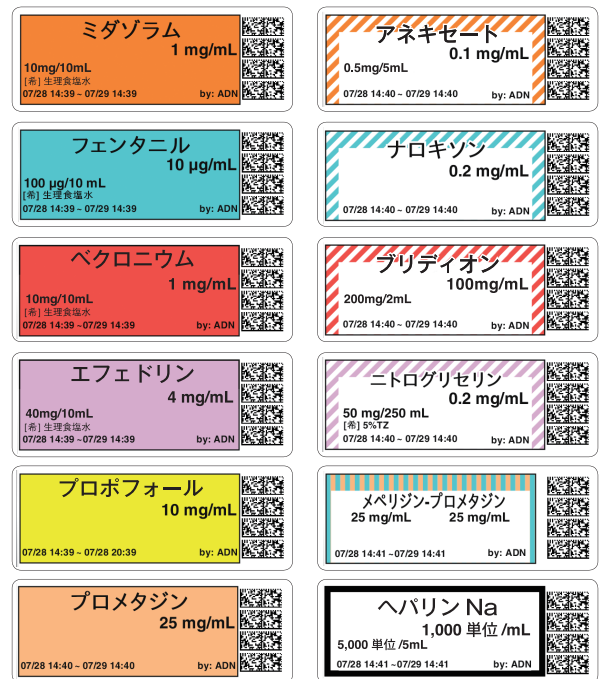 ミダゾラム
1 mg/mL
10mg/10mL
[希] 生理食塩水
07/28 14:39 ~ 07/29 14:39 by: ADN
アネキセート
0.1 mg/mL
0.5mg/5mL
07/28 14:40 ~ 07/29 14:40 by: ADN
フェンタニル
10 µg/mL
100 µg/10 mL
[希] 生理食塩水
07/28 14:39 ~ 07/29 14:39 by: ADN
ナロキソン
0.2 mg/mL
07/28 14:40 ~ 07/29 14:40 by: ADN
ベクロニウム
1 mg/mL
10mg/10mL
[希] 生理食塩水
07/28 14:39 ~07/29 14:39 by: ADN
ブリディオン
100mg/mL
200mg/2mL
07/28 14:40 ~ 07/29 14:40 by: ADN
エフェドリン
4 mg/mL
40mg/10mL
[希] 生理食塩水
07/28 14:39 ~ 07/29 14:39 by: ADN
ニトログリセリン
0.2 mg/mL
50 mg/250 mL
[希] 5%TZ
07/28 14:40 ~ 07/29 14:40 by: ADN
プロポフォール
10 mg/mL
07/28 14:39 ~ 07/28 20:39 by: ADN
メペリジン-プロメタジン
25 mg/mL 25 mg/mL
07/28 14:41 ~07/29 14:41 by: ADN
プロメタジン
25 mg/mL
07/28 14:40 ~ 07/29 14:40 by: ADN
ヘパリン Na
1,000 単位 /mL
5,000 単位 /5mL
07/28 14:41 ~07/29 14:41 by: ADN